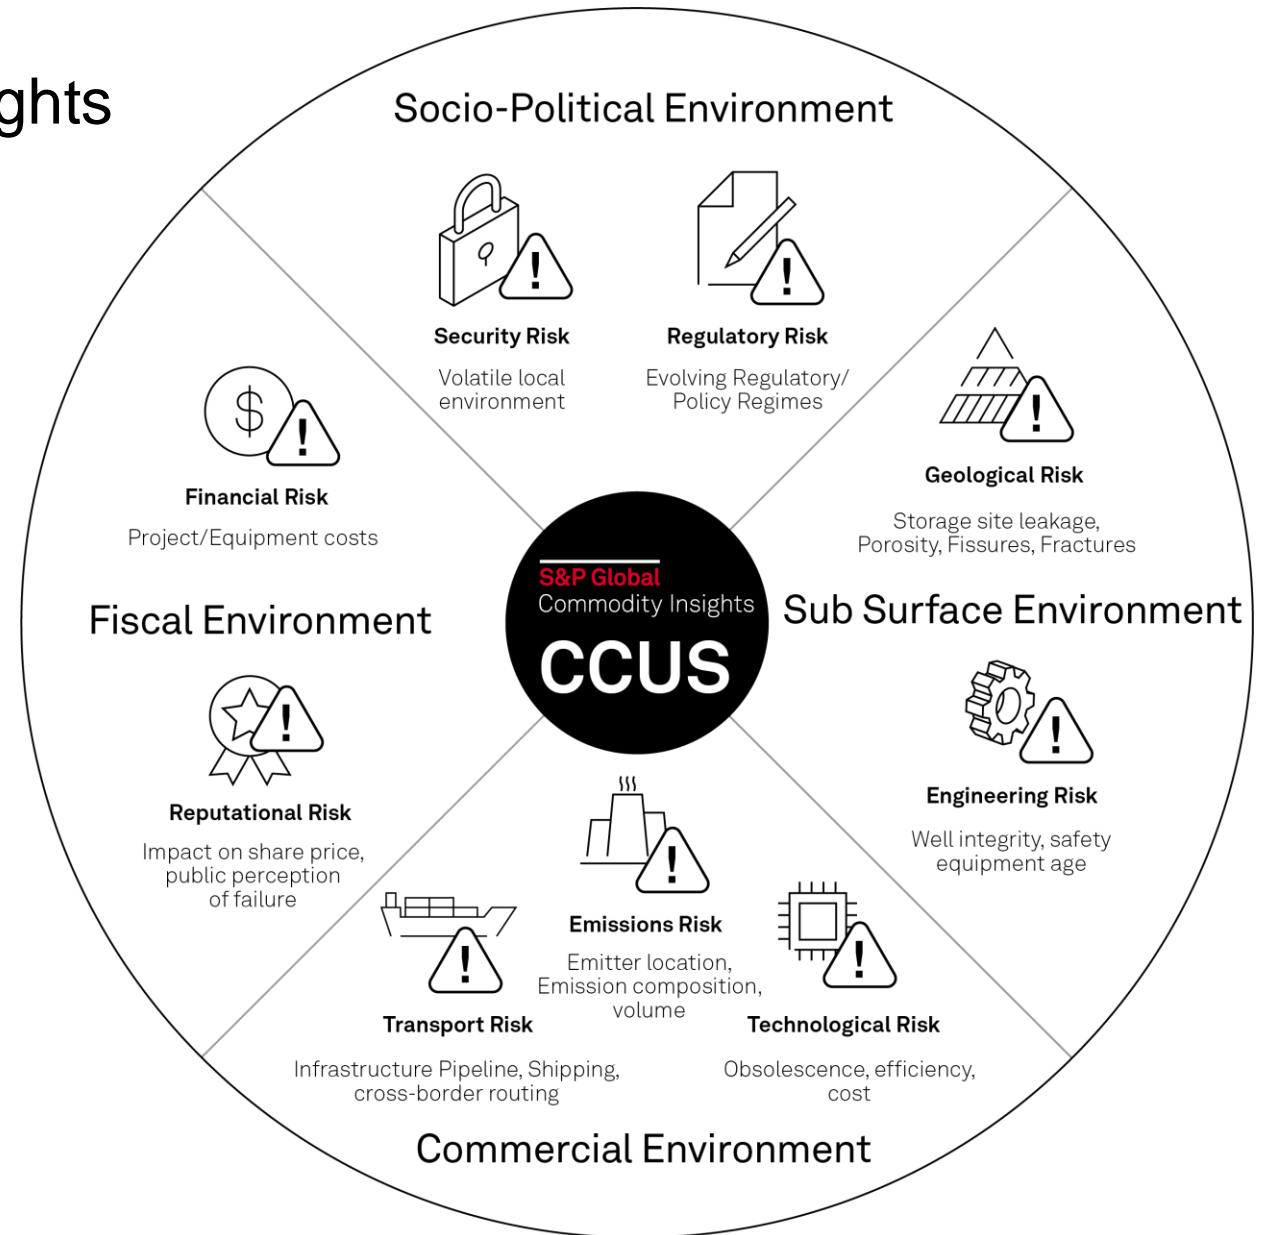 ghts
Socio-Political Environment
Security Risk
Volatile local
environment
Regulatory Risk
Evolving Regulatory/
Policy Regimes
Financial Risk
Project/Equipment costs
Fiscal Environment
Reputational Risk
Impact on share price,
public perception
of failure
S&P Global
Commodity Insights
CCUS
Geological Risk
Storage site leakage,
Porosity, Fissures, Fractures
Sub Surface Environment
Engineering Risk
Well integrity, safety
equipment age
Emissions Risk
Emitter location,
Emission composition,
volume
Transport Risk
Infrastructure Pipeline, Shipping,
cross-border routing
Technological Risk
Obsolescence, efficiency,
cost
Commercial Environment